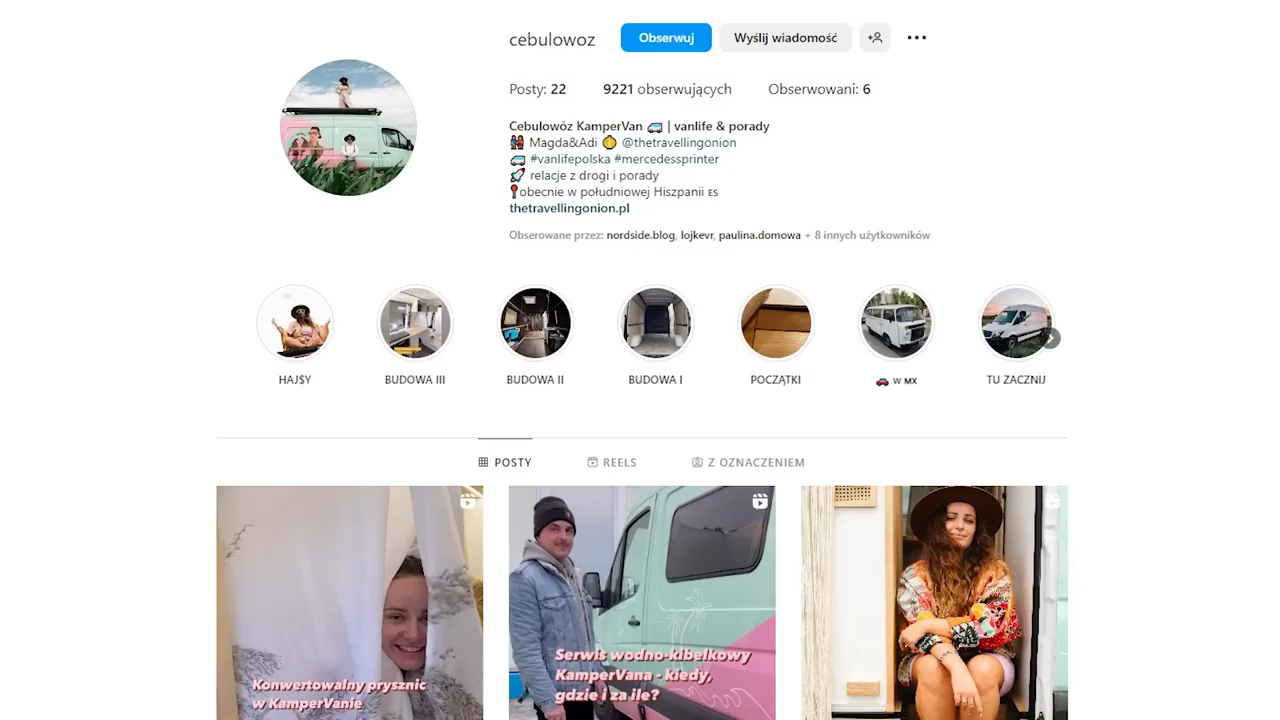 cebulowoz Obserwuj Wyślij wiadomość
Posty: 22 9221 obserwujących Obserwowani: 6
Cebulowóz KamperVan 🚐 | vanlife & porady
👫 Magda&Adi @thetravellingonion
🚐 #vanlifepolska #mercedessprinter
🚀 relacje z drogi i porady
📍obecnie w południowej Hiszpanii ES
thetravellingonion.pl
Obserowane przez: nordside.blog, lojkevr, paulina.domowa + 8 innych użytkowników
HAJ$Y BUDOWA III BUDOWA II BUDOWA I POCZĄTKI 🚗 w MX TU ZACZNIJ
POSTY REELS Z OZNACZENIEM
Konwertowalny prysznic
w KamperVanie
Serwis wodno-kibelkowy
KamperVana - kiedy,
gdzie i za ile?